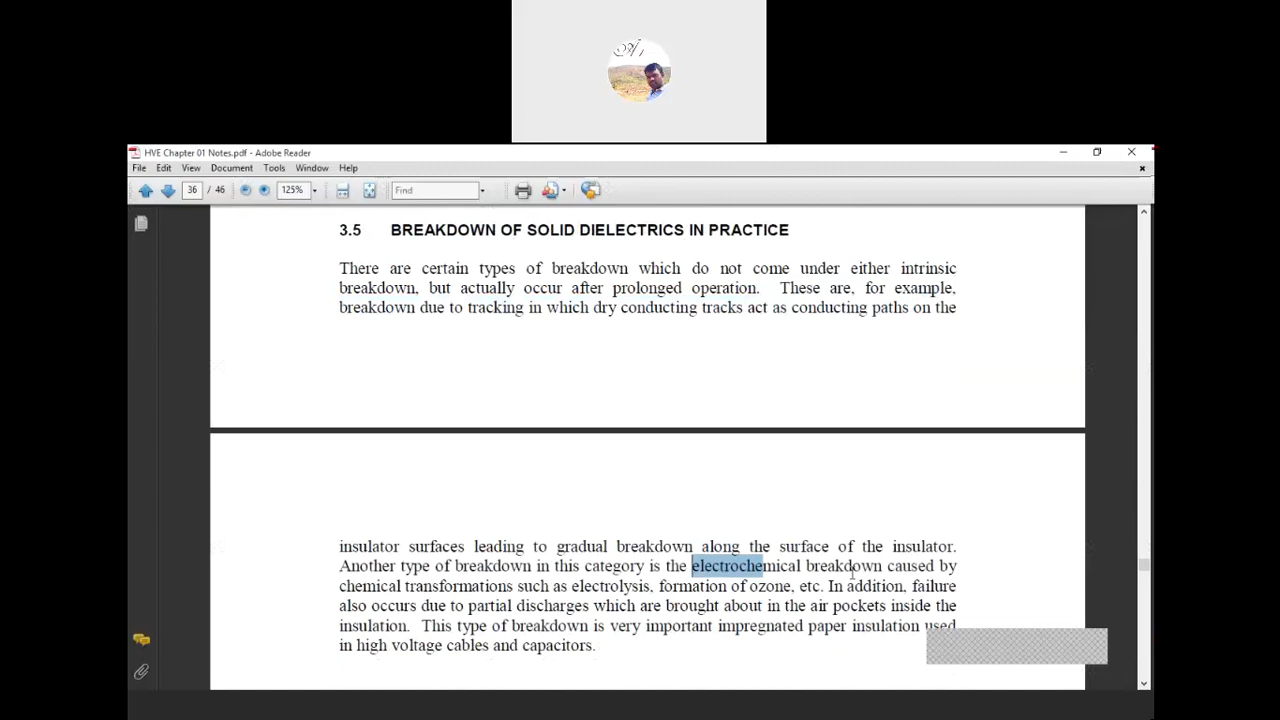 HVE Chapter 01 Notes.pdf - Adobe Reader
File Edit View Document Tools Window Help
36 / 46 125% Find
3.5 BREAKDOWN OF SOLID DIELECTRICS IN PRACTICE
There are certain types of breakdown which do not come under either intrinsic
breakdown, but actually occur after prolonged operation. These are, for example,
breakdown due to tracking in which dry conducting tracks act as conducting paths on the
insulator surfaces leading to gradual breakdown along the surface of the insulator.
Another type of breakdown in this category is the electrochemical breakdown caused by
chemical transformations such as electrolysis, formation of ozone, etc. In addition, failure
also occurs due to partial discharges which are brought about in the air pockets inside the
insulation. This type of breakdown is very important impregnated paper insulation used
in high voltage cables and capacitors.